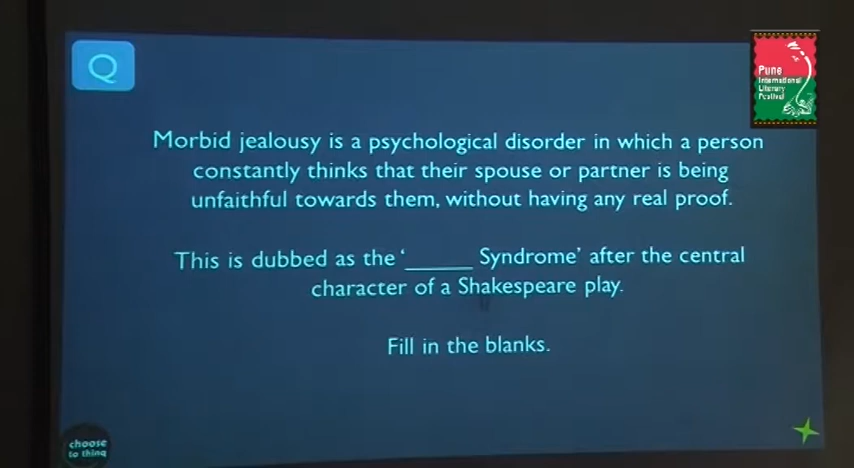 Q
Pune
International
Literary
Festival
Morbid jealousy is a psychological disorder in which a person
constantly thinks that their spouse or partner is being
unfaithful towards them, without having any real proof.
This is dubbed as the '______ Syndrome' after the central
character of a Shakespeare play.
Fill in the blanks.
choose
to thinq